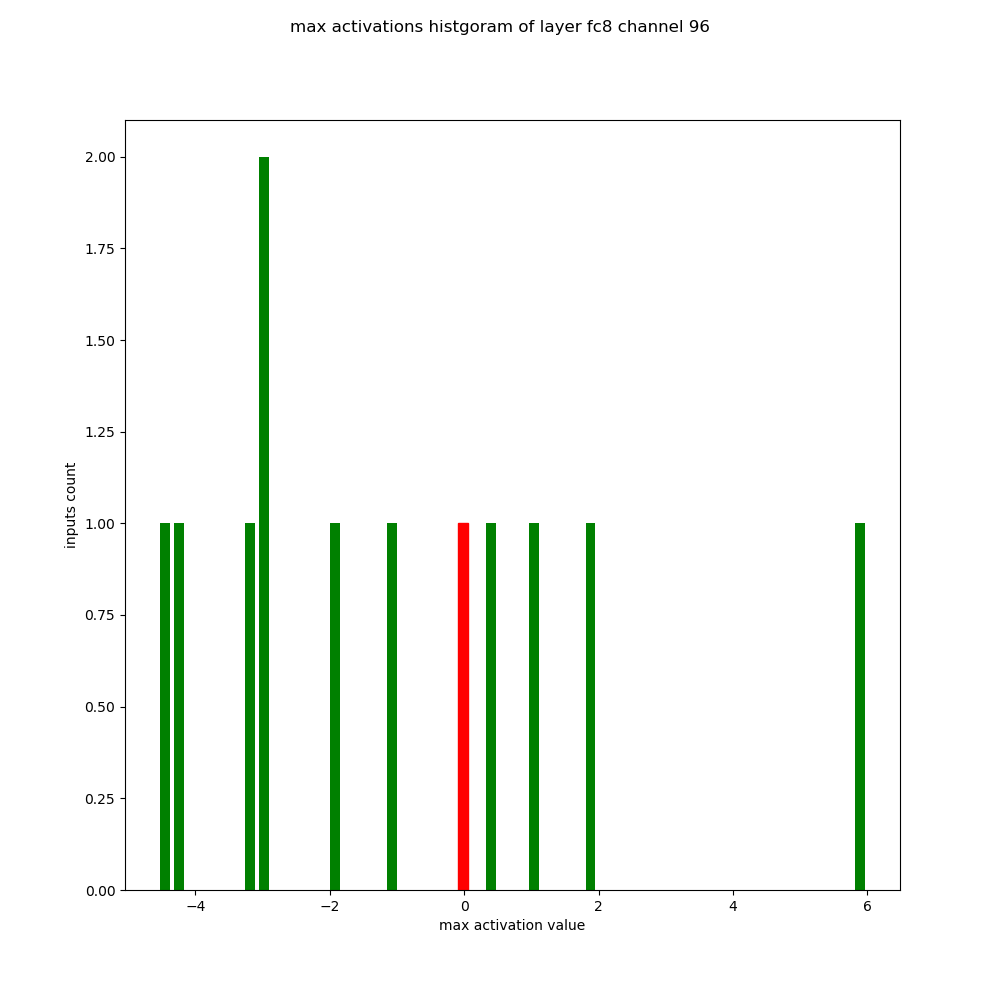 max activations histgoram of layer fc8 channel 96
2.00
1.75
1.50
1.25
1.00
0.75
0.50
0.25
0.00
inputs count
−4 −2 0 2 4 6
max activation value